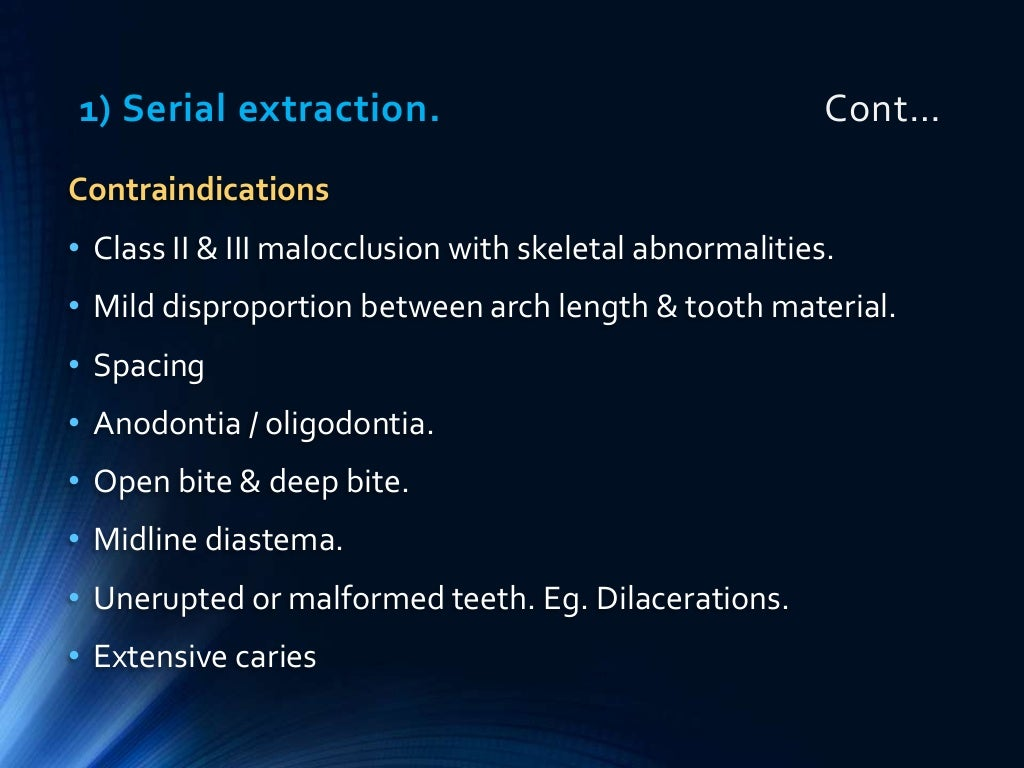 1) Serial extraction. Cont...
Contraindications
• Class II & III malocclusion with skeletal abnormalities.
• Mild disproportion between arch length & tooth material.
• Spacing
• Anodontia / oligodontia.
• Open bite & deep bite.
• Midline diastema.
• Unerupted or malformed teeth. Eg. Dilacerations.
• Extensive caries